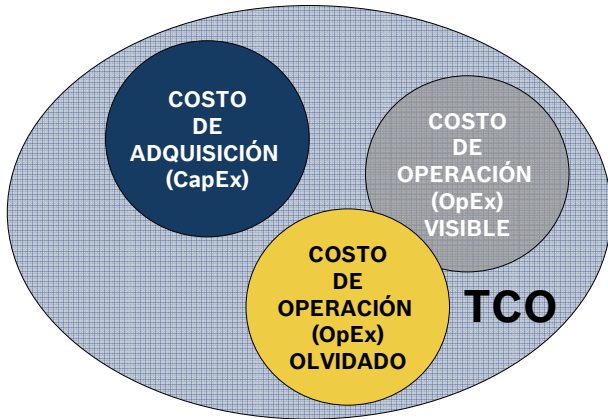 COSTO
DE
ADQUISICIÓN
(CapEx)
COSTO
DE
OPERACIÓN
(OpEx)
VISIBLE
COSTO
DE
OPERACIÓN
(OpEx)
OLVIDADO
TCO